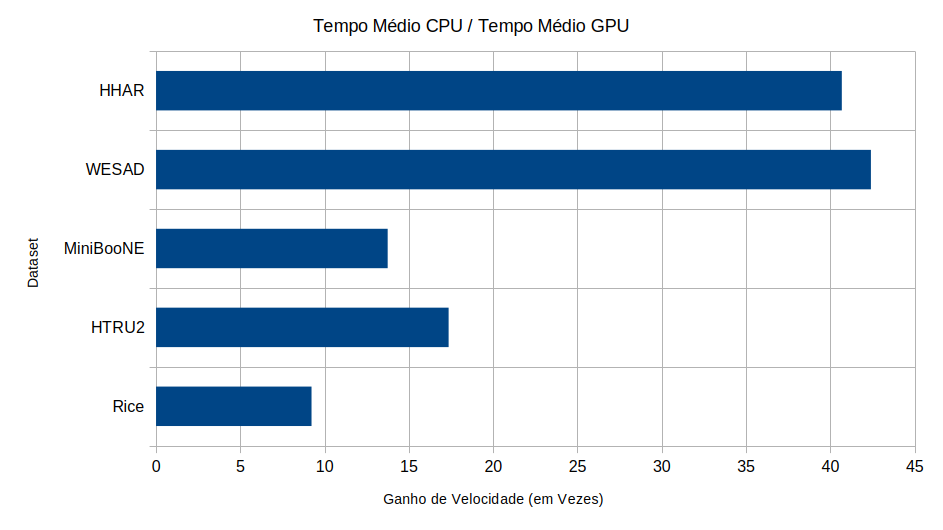 Tempo Médio CPU / Tempo Médio GPU
HHAR
WESAD
MiniBooNE
HTRU2
Rice
Dataset
0 5 10 15 20 25 30 35 40 45
Ganho de Velocidade (em Vezes)